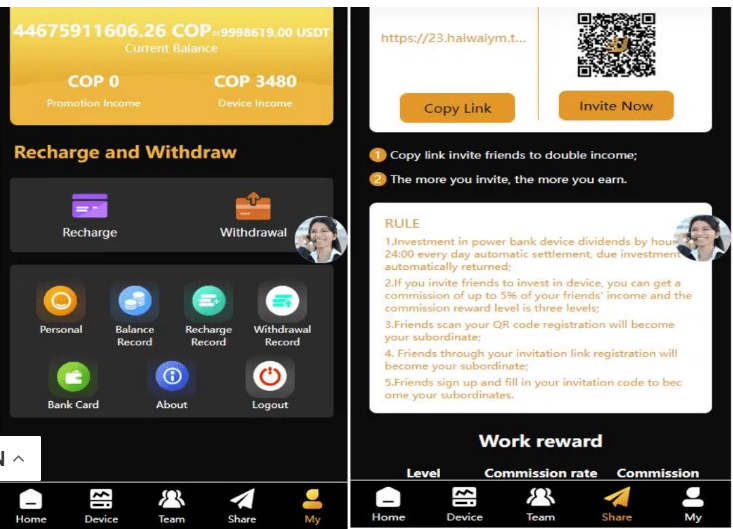 44675911606.26 COP=9998619.00 USDT
Current Balance
COP 0
COP 3480
Promotion Income
Device Income
Recharge and Withdraw
Recharge
Withdrawal
Personal
Balance
Record
Recharge
Record
Withdrawal
Record
Bank Card
About
Logout
Home
Device
Team
Share
My
https://23.haiwaiym.t...
Copy Link
Invite Now
1 Copy link invite friends to double income;
2 The more you invite, the more you earn.
RULE
1.Investment in power bank device dividends by hour
24:00 every day automatic settlement, due investment
automatically returned;
2.If you invite friends to invest in device, you can get a
commission of up to 5% of your friends' income and the
commission reward level is three levels;
3.Friends scan your QR code registration will become
your subordinate;
4. Friends through your invitation link registration will
become your subordinate;
5.Friends sign up and fill in your invitation code to bec
ome your subordinates.
Work reward
Level
Commission rate
Commission
Home
Device
Team
Share
My